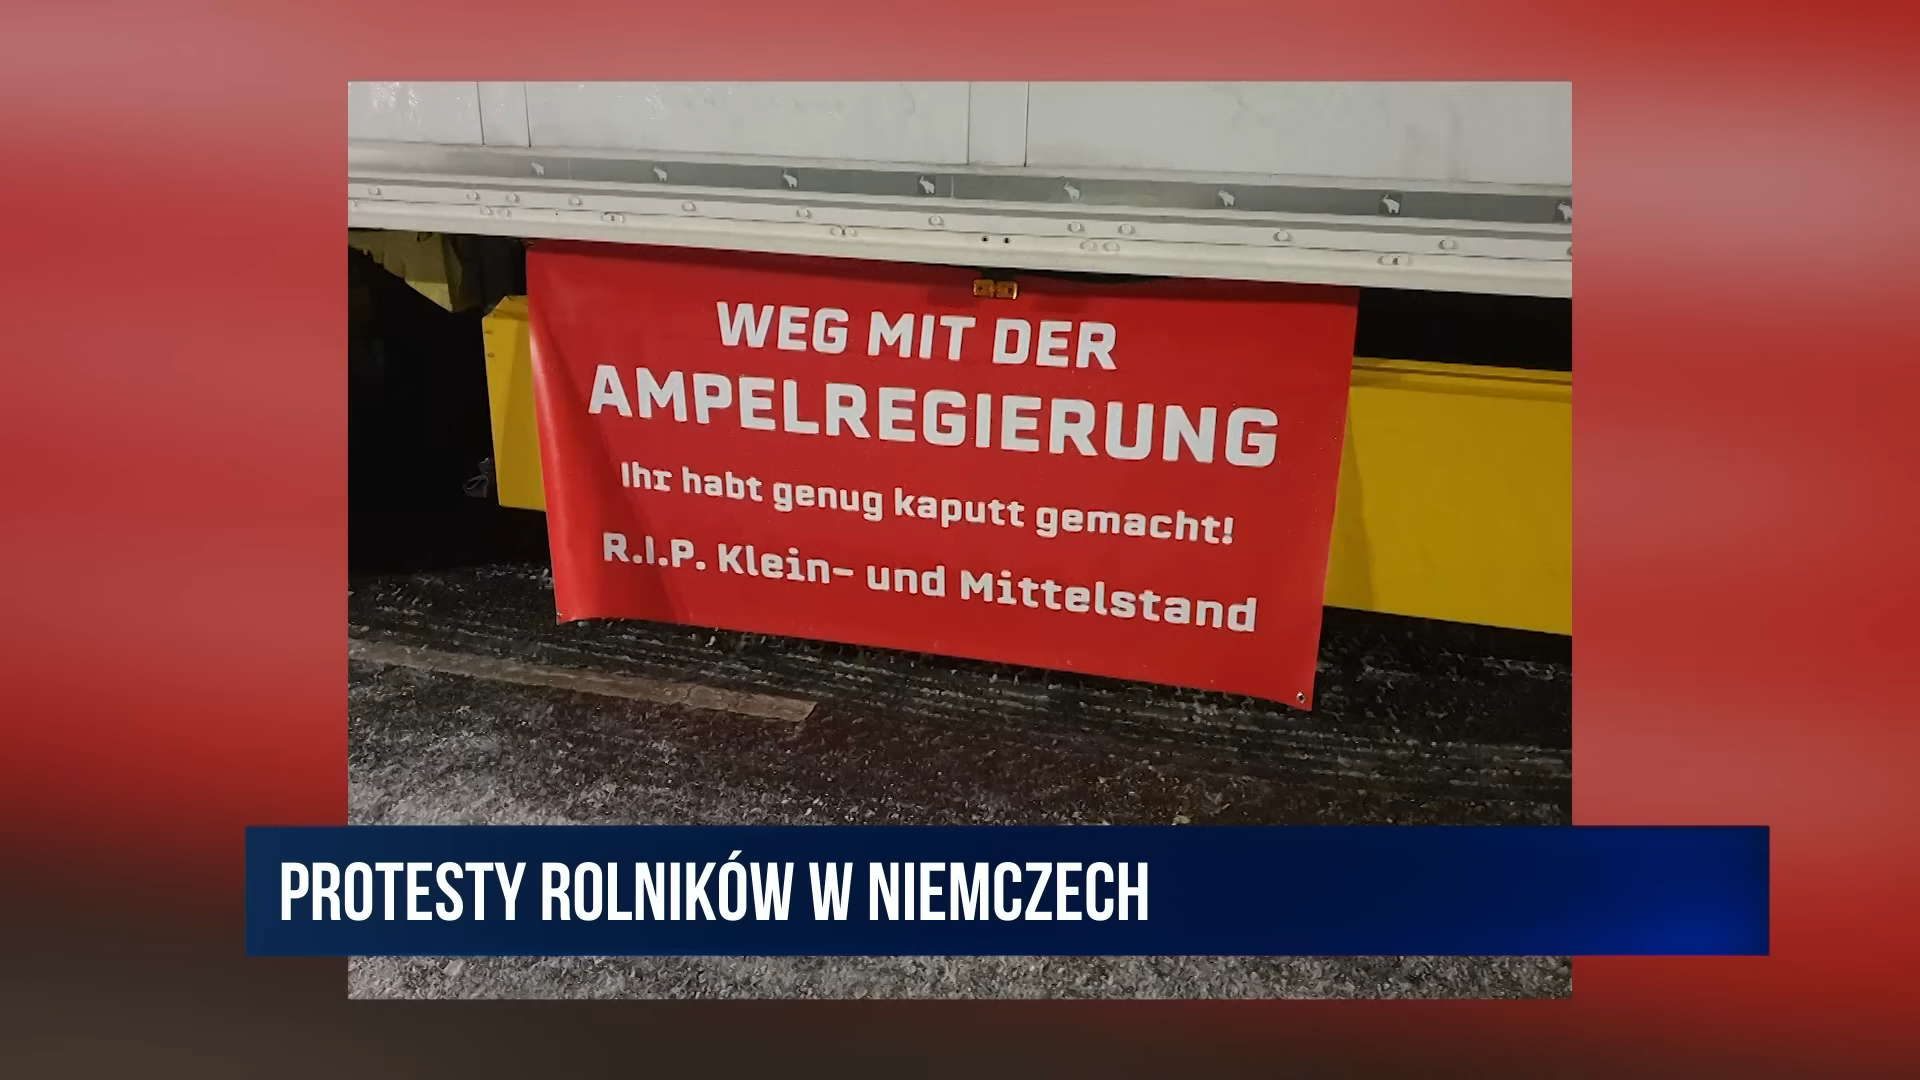 WEG MIT DER
AMPELREGIERUNG
Ihr habt genug kaputt gemacht!
R.I.P. Klein- und Mittelstand
PROTESTY ROLNIKÓW W NIEMCZECH